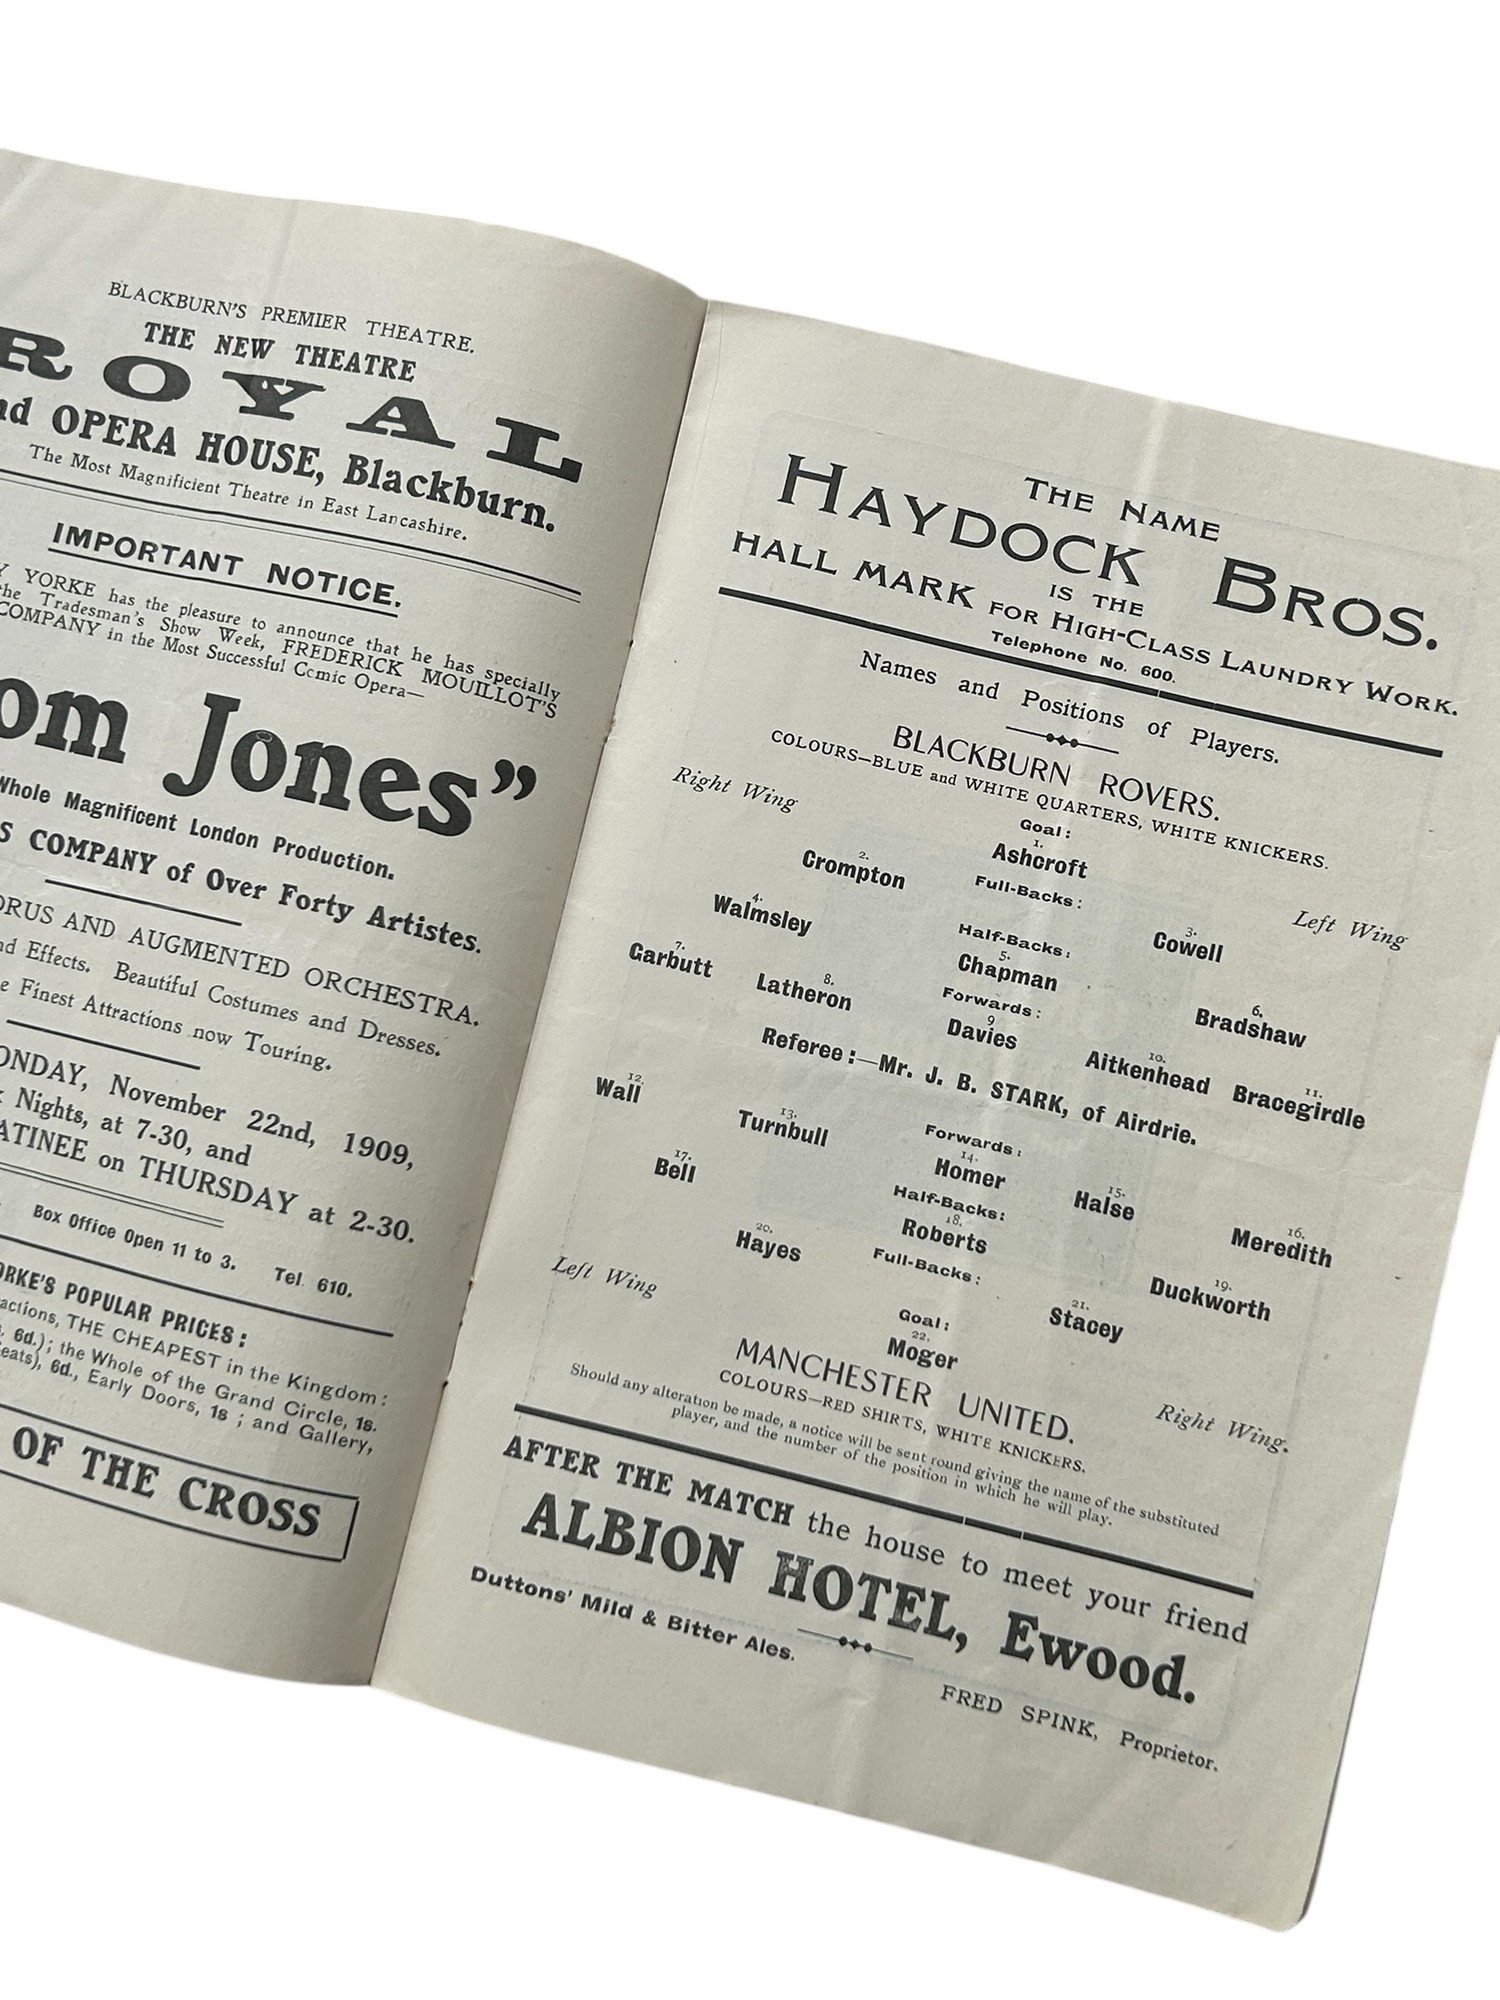 BLACKBURN'S PREMIER THEATRE.
THE NEW THEATRE
ROYAL
OPERA HOUSE, Blackburn.
The Most Magnificient Theatre in East Lancashire.
IMPORTANT NOTICE.
YORKE has the pleasure to announce that he has specially
the Tradesman's Show Week, FREDERICK MOUILLOT'S
COMPANY in the Most Successful Comic Opera—
om Jones"
Whole Magnificent London Production.
S COMPANY of Over Forty Artistes.
ORUS AND AUGMENTED ORCHESTRA.
nd Effects. Beautiful Costumes and Dresses.
e Finest Attractions now Touring.
ONDAY, November 22nd, 1909,
Nights, at 7-30, and
ATINEE on THURSDAY at 2-30.
Box Office Open 11 to 3. Tel. 610.
ORKE'S POPULAR PRICES:
actions, THE CHEAPEST in the Kingdom:
6d.); the Whole of the Grand Circle, 1s.
eats), 6d., Early Doors, 1s; and Gallery,
OF THE CROSS
THE NAME
HAYDOCK BROS.
IS THE
HALL MARK FOR HIGH-CLASS LAUNDRY WORK.
Telephone No. 600.
Names and Positions of Players.
BLACKBURN ROVERS.
COLOURS—BLUE and WHITE QUARTERS, WHITE KNICKERS.
Right Wing
Goal:
1.
Ashcroft
Full-Backs:
Left Wing
2. 3.
Crompton Cowell
Half-Backs:
4. 5. 6.
Walmsley Chapman Bradshaw
Forwards:
7. 8. 9 10. 11.
Garbutt Latheron Davies Aitkenhead Bracegirdle
Referee:—Mr. J. B. STARK, of Airdrie.
Forwards:
12. 13. 14. 15. 16.
Wall Turnbull Homer Halse Meredith
Half-Backs:
17. 18. 19.
Bell Roberts Duckworth
Full-Backs:
20. 21.
Hayes Stacey
Left Wing
Goal:
22.
Moger
Right Wing.
MANCHESTER UNITED.
COLOURS—RED SHIRTS, WHITE KNICKERS.
Should any alteration be made, a notice will be sent round giving the name of the substituted
player, and the number of the position in which he will play.
AFTER THE MATCH the house to meet your friend
ALBION HOTEL, Ewood.
Duttons' Mild & Bitter Ales.
FRED SPINK, Proprietor.